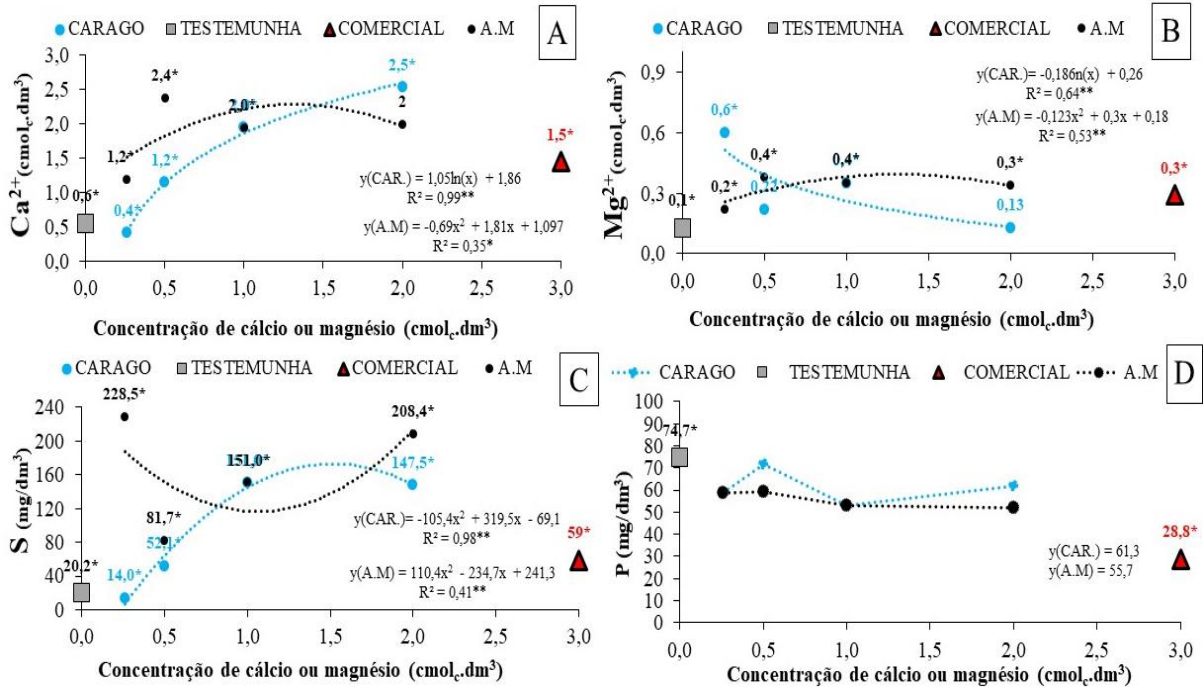 CARAGO TESTEMUNHA COMERCIAL A.M
A
Ca²⁺(cmolc.dm³)
3,0
2,5
2,0
1,5
1,0
0,5
0,0
0,6*
0,4*
1,2*
1,2*
2,4*
2,0*
2,5*
2
1,5*
y(CAR.) = 1,05ln(x) + 1,86
R² = 0,99**
y(A.M) = -0,69x² + 1,81x + 1,097
R² = 0,35*
0,0 0,5 1,0 1,5 2,0 2,5 3,0
Concentração de cálcio ou magnésio (cmolc.dm³)
CARAGO TESTEMUNHA COMERCIAL A.M
B
Mg²⁺(cmolc.dm³)
0,9
0,6
0,3
0,0
0,1*
0,6*
0,2*
0,4*
0,4*
0,3*
0,13
0,3*
y(CAR.)= -0,186n(x) + 0,26
R² = 0,64**
y(A.M)= -0,123x² + 0,3x + 0,18
R² = 0,53**
0,0 0,5 1,0 1,5 2,0 2,5 3,0
Concentração de cálcio ou magnésio (cmolc.dm³)
CARAGO TESTEMUNHA COMERCIAL A.M
C
S (mg/dm³)
240
200
160
120
80
40
0
228,5*
20,2*
14,0*
81,7*
52,1*
151,0*
208,4*
147,5*
59*
y(CAR.)= -105,4x² + 319,5x - 69,1
R² = 0,98**
y(A.M)= 110,4x² - 234,7x + 241,3
R² = 0,41**
0,0 0,5 1,0 1,5 2,0 2,5 3,0
Concentração de cálcio ou magnésio (cmolc.dm³)
CARAGO TESTEMUNHA COMERCIAL A.M
D
P (mg/dm³)
100
90
80
70
60
50
40
30
20
10
0
74,7*
28,8*
y(CAR.) = 61,3
y(A.M) = 55,7
0,0 0,5 1,0 1,5 2,0 2,5 3,0
Concentração de cálcio ou magnésio (cmolc.dm³)